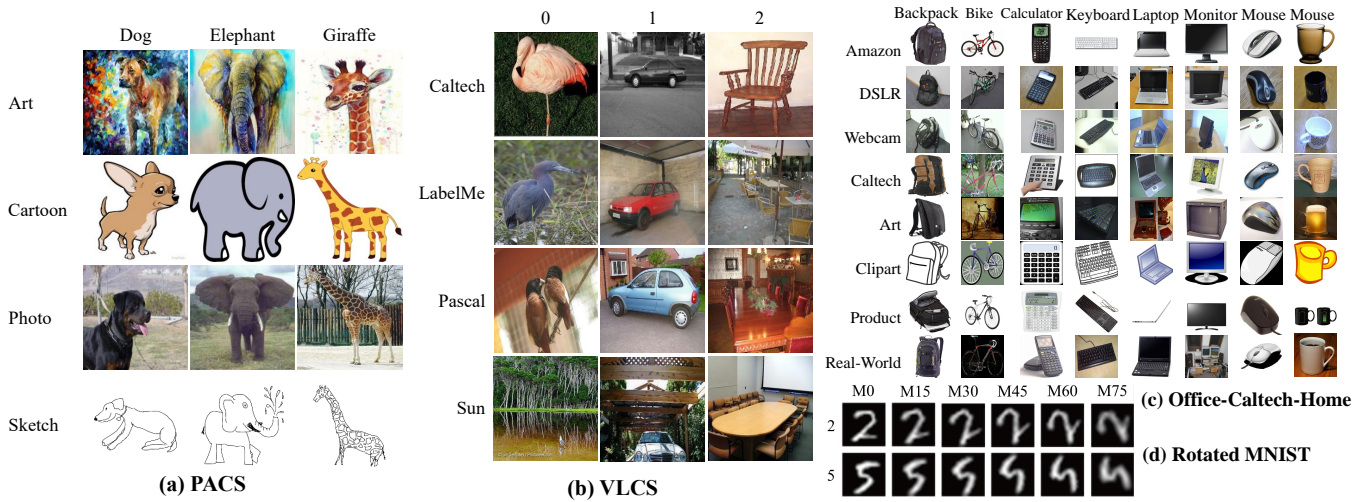 Dog Elephant Giraffe
Art
Cartoon
Photo
Sketch
(a) PACS
0 1 2
Caltech
LabelMe
Pascal
Sun
(b) VLCS
Backpack Bike Calculator Keyboard Laptop Monitor Mouse Mouse
Amazon
DSLR
Webcam
Caltech
Art
Clipart
Product
Real-World
(c) Office-Caltech-Home
M0 M15 M30 M45 M60 M75
2
5
(d) Rotated MNIST